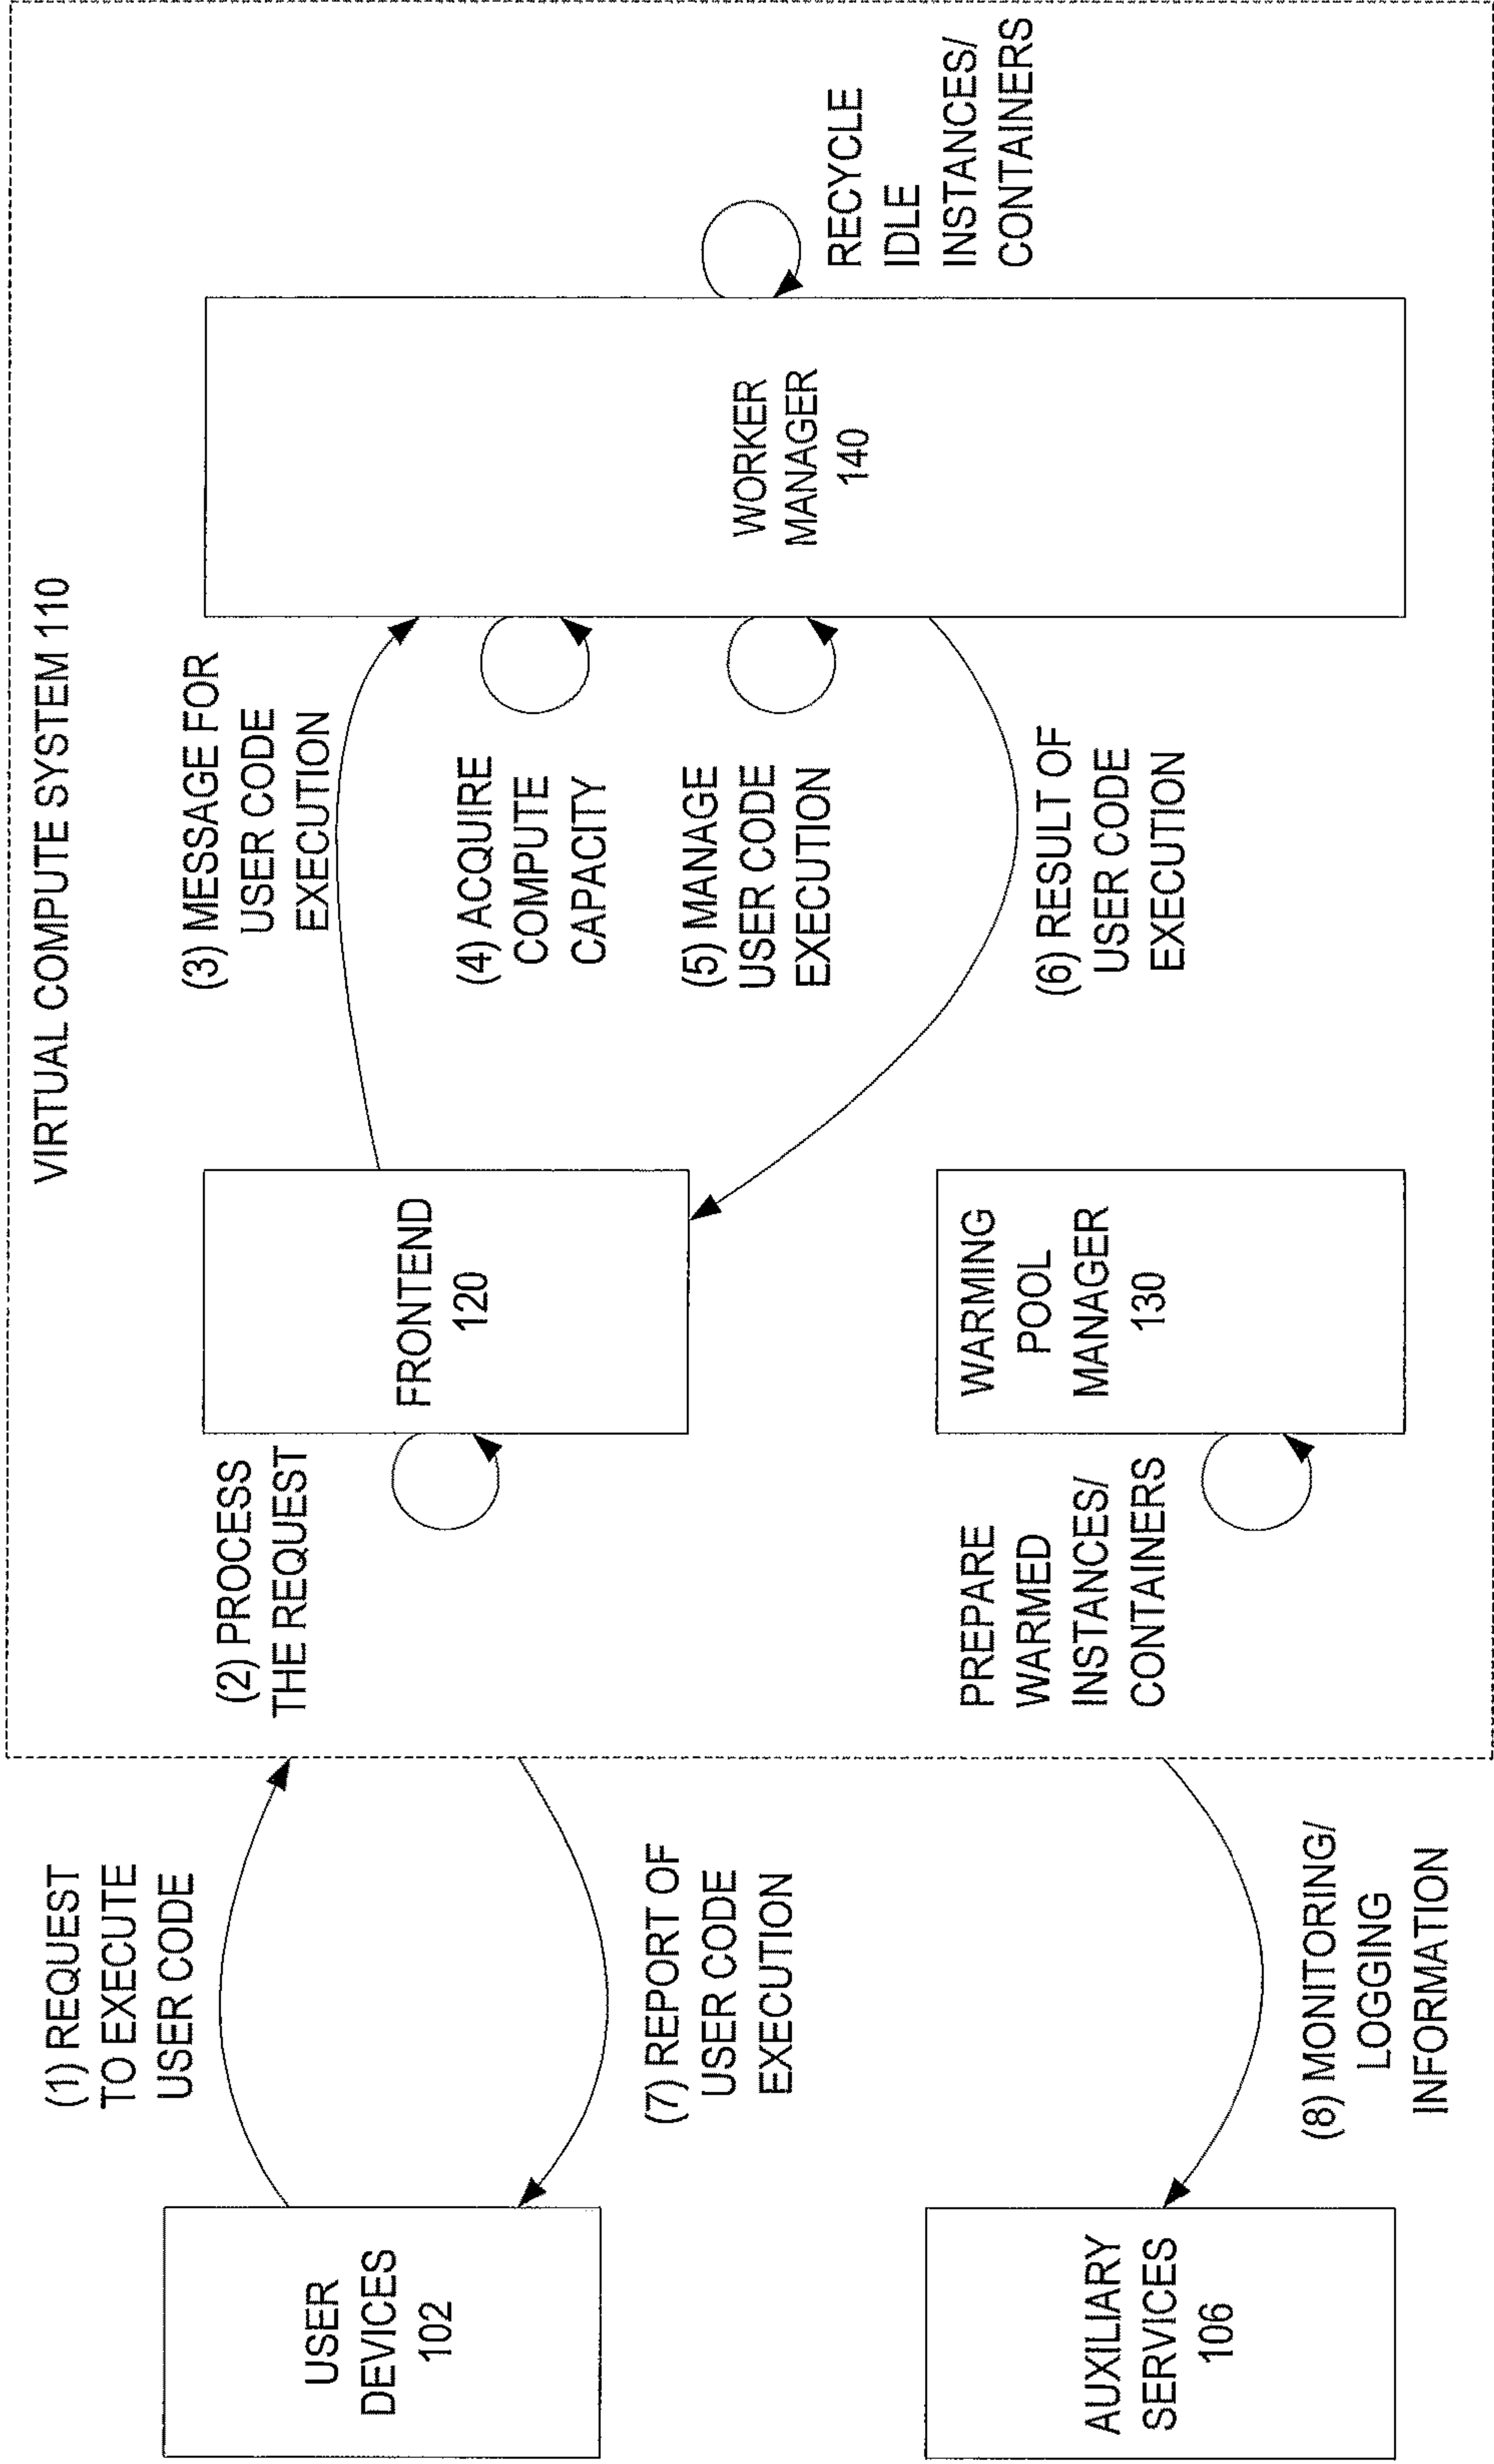 VIRTUAL COMPUTE SYSTEM 110
(1) REQUEST
TO EXECUTE
USER CODE
USER
DEVICES
102
(7) REPORT OF
USER CODE
EXECUTION
(2) PROCESS
THE REQUEST
FRONTEND
120
(3) MESSAGE FOR
USER CODE
EXECUTION
(4) ACQUIRE
COMPUTE
CAPACITY
(5) MANAGE
USER CODE
EXECUTION
(6) RESULT OF
USER CODE
EXECUTION
WORKER
MANAGER
140
RECYCLE
IDLE
INSTANCES/
CONTAINERS
AUXILIARY
SERVICES
106
(8) MONITORING/
LOGGING
INFORMATION
PREPARE
WARMED
INSTANCES/
CONTAINERS
WARMING
POOL
MANAGER
130